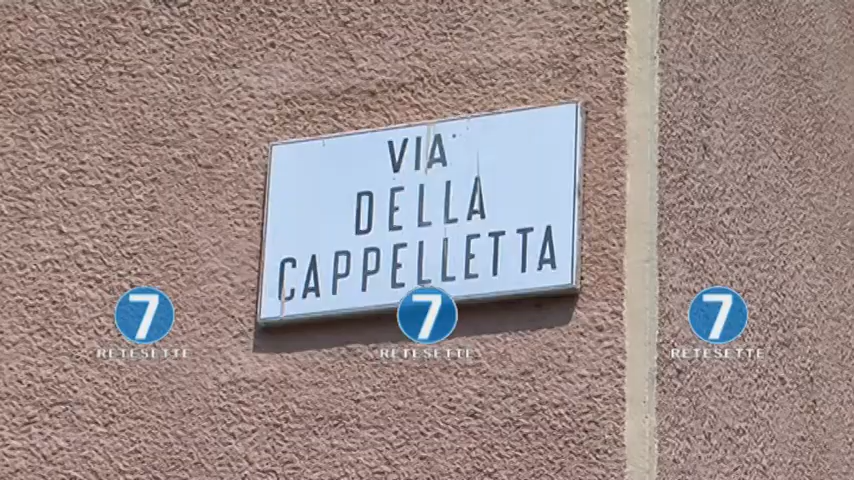 VIA
DELLA
CAPPELLETTA
7 7 7
RETESETTE RETESETTE RETESETTE